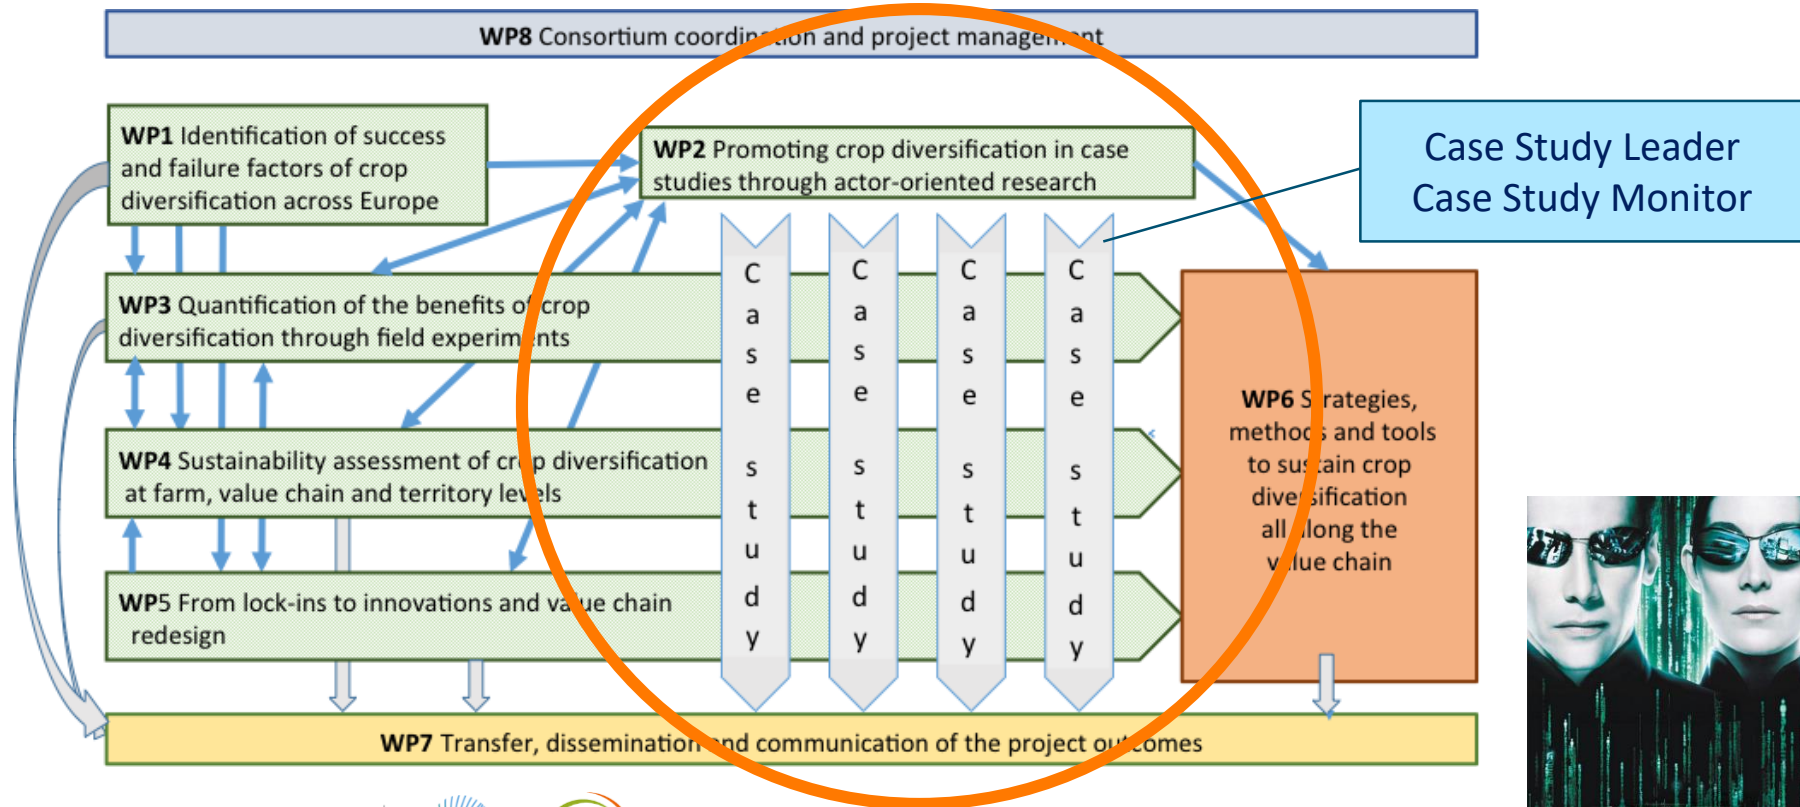 WP8 Consortium coordination and project management
WP1 Identification of success
and failure factors of crop
diversification across Europe
WP2 Promoting crop diversification in case
studies through actor-oriented research
Case Study Leader
Case Study Monitor
WP3 Quantification of the benefits of crop
diversification through field experiments
WP4 Sustainability assessment of crop diversification
at farm, value chain and territory levels
WP5 From lock-ins to innovations and value chain
redesign
Case study
Case study
Case study
Case study
WP6 Strategies,
methods and tools
to sustain crop
diversification
all along the
value chain
WP7 Transfer, dissemination and communication of the project outcomes